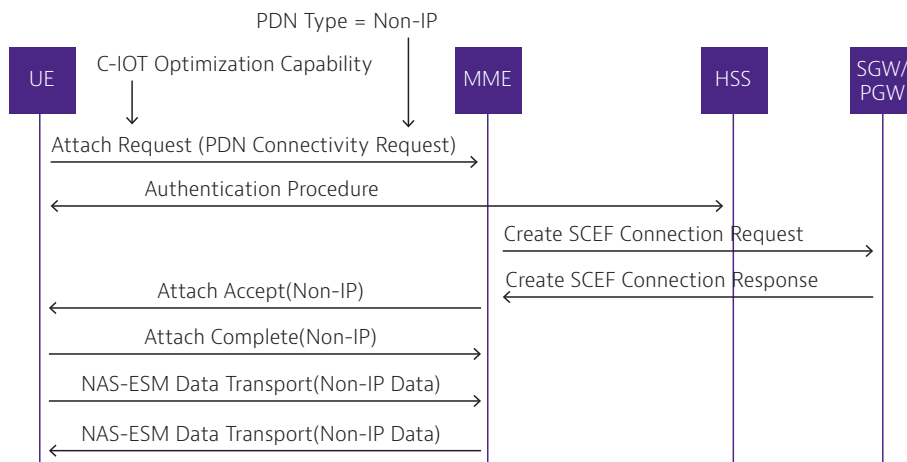 PDN Type = Non-IP
C-IOT Optimization Capability
UE
MME
HSS
SGW/
PGW
Attach Request (PDN Connectivity Request)
Authentication Procedure
Create SCEF Connection Request
Create SCEF Connection Response
Attach Accept(Non-IP)
Attach Complete(Non-IP)
NAS-ESM Data Transport(Non-IP Data)
NAS-ESM Data Transport(Non-IP Data)